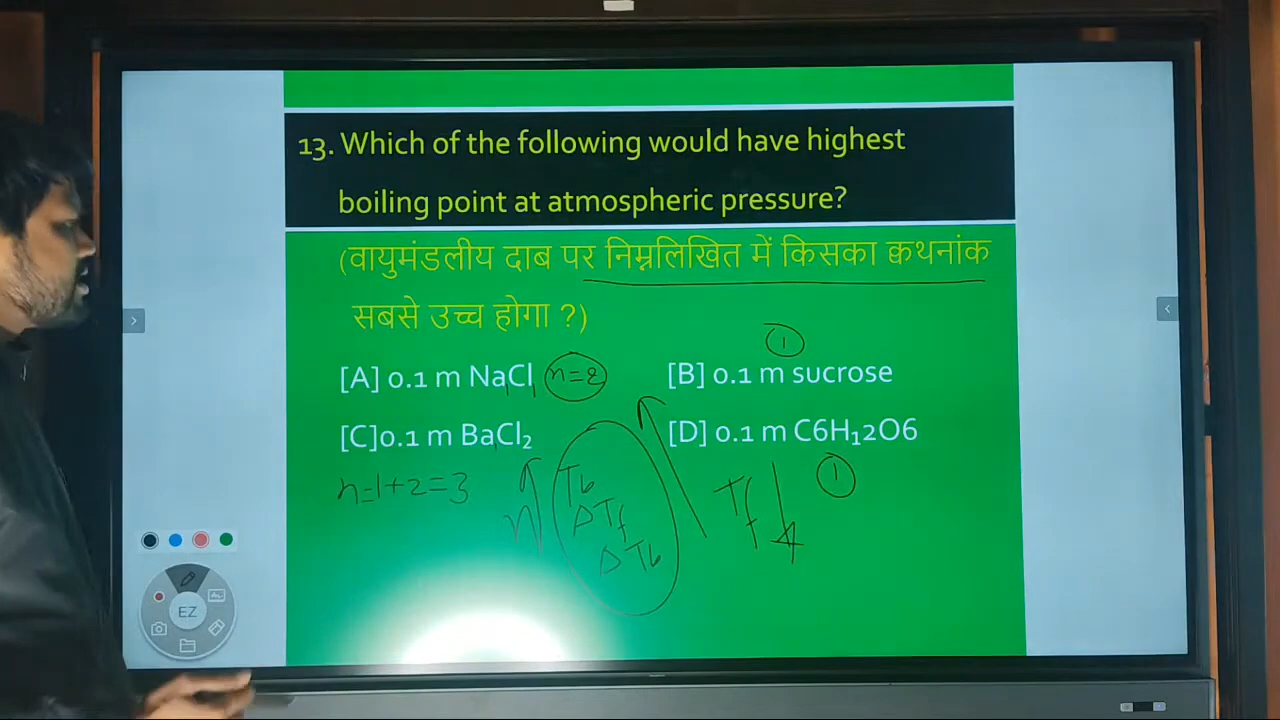 13. Which of the following would have highest
boiling point at atmospheric pressure?
(वायुमंडलीय दाब पर निम्नलिखित में किसका क्वथनांक
सबसे उच्च होगा ?)
1
[A] 0.1 m NaCl n=2 [B] 0.1 m sucrose
[C]0.1 m BaCl2 [D] 0.1 m C6H12O6
n=1+2=3
1
Tb
n ΔTf Tf
ΔTb
EZ